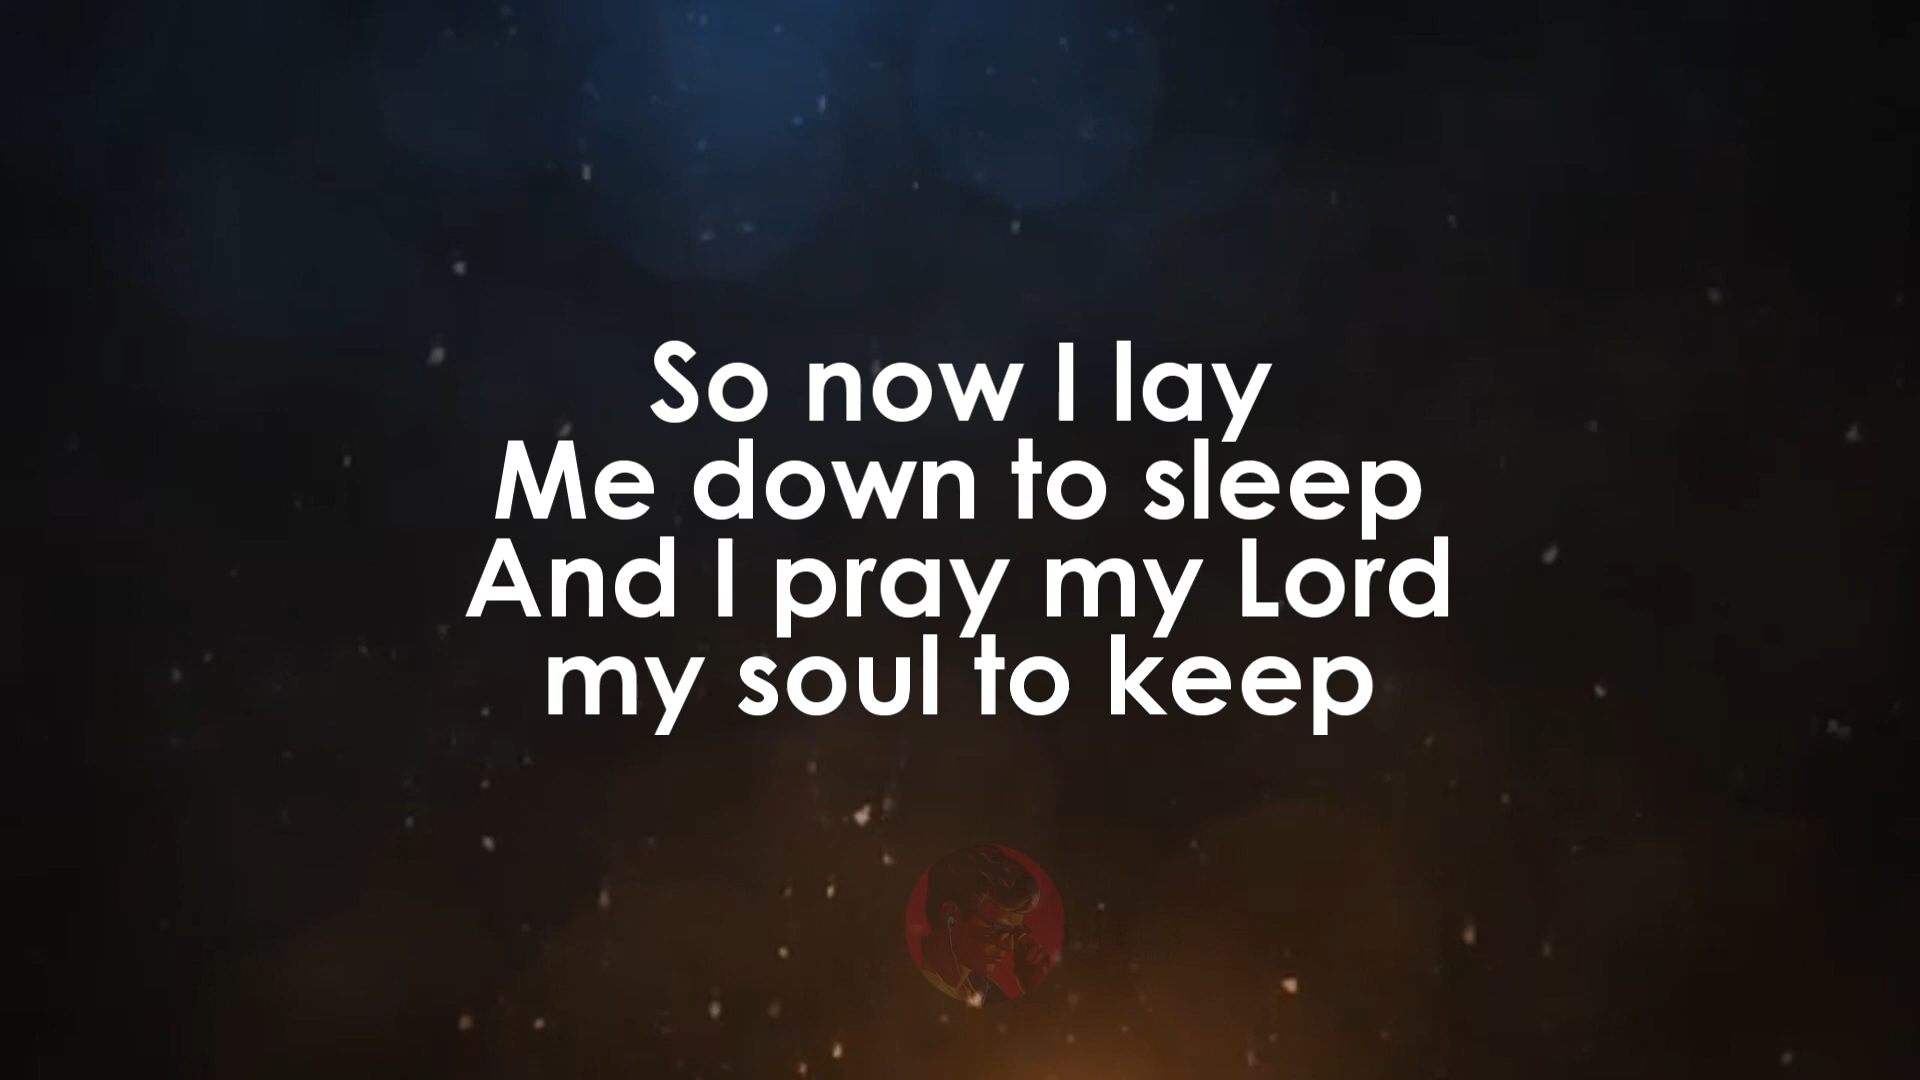 So now I lay
Me down to sleep
And I pray my Lord
my soul to keep